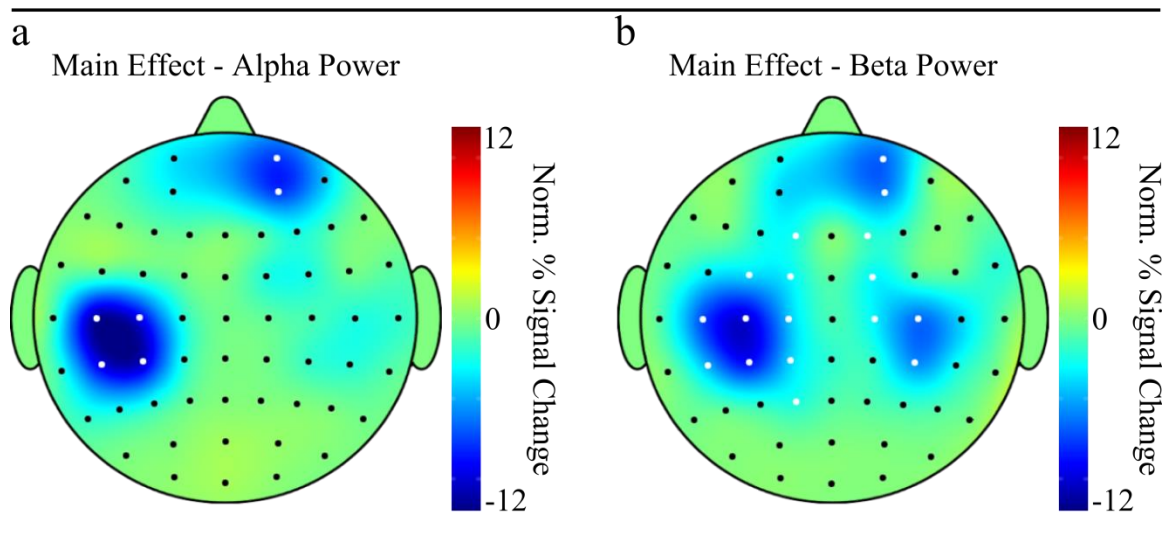 a
Main Effect - Alpha Power
12
0
-12
Norm. % Signal Change
b
Main Effect - Beta Power
12
0
-12
Norm. % Signal Change